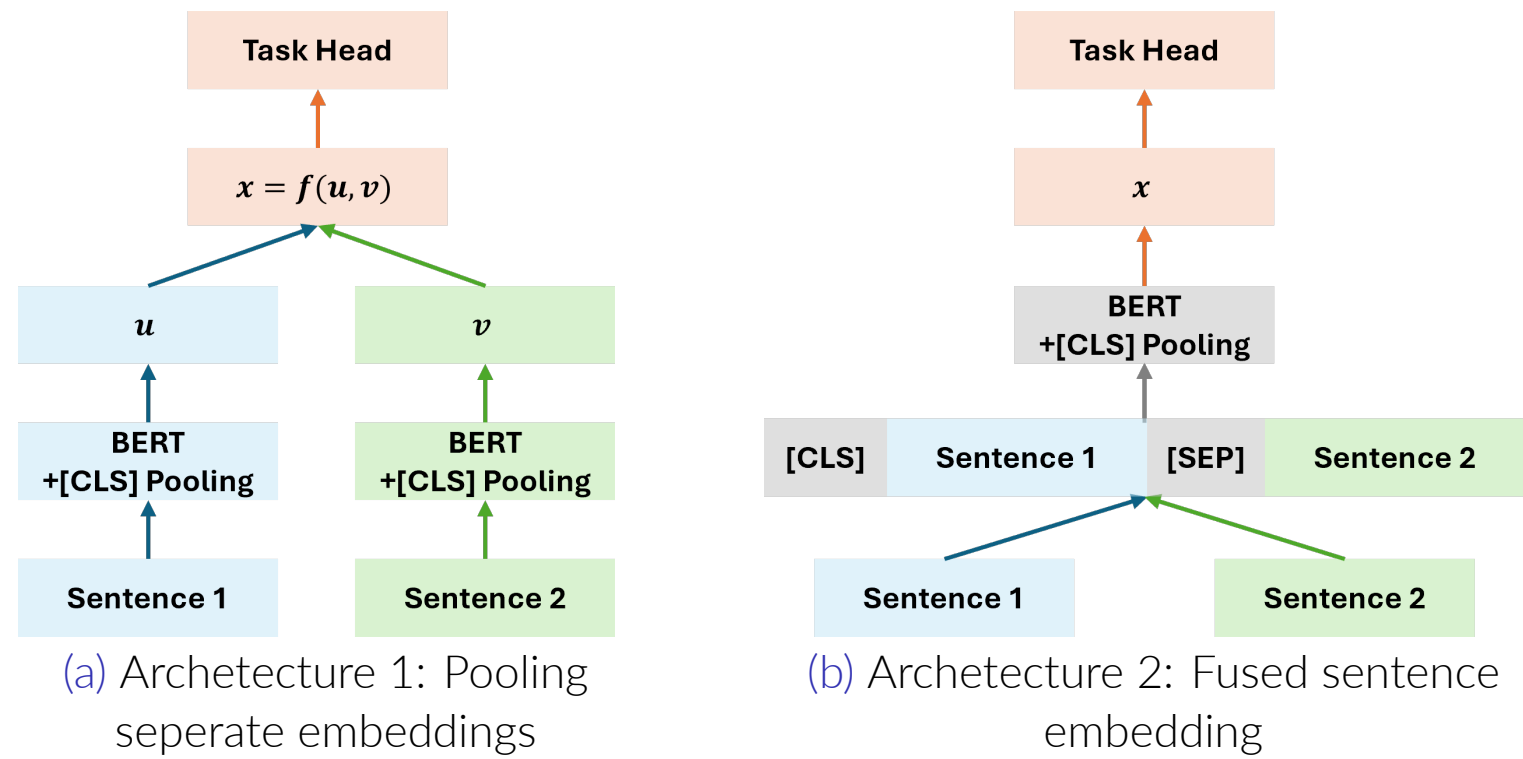 Task Head
x = f(u, v)
u
v
BERT
+[CLS] Pooling
BERT
+[CLS] Pooling
Sentence 1
Sentence 2
(a) Archetecture 1: Pooling
seperate embeddings
Task Head
x
BERT
+[CLS] Pooling
[CLS] Sentence 1 [SEP] Sentence 2
Sentence 1
Sentence 2
(b) Archetecture 2: Fused sentence
embedding